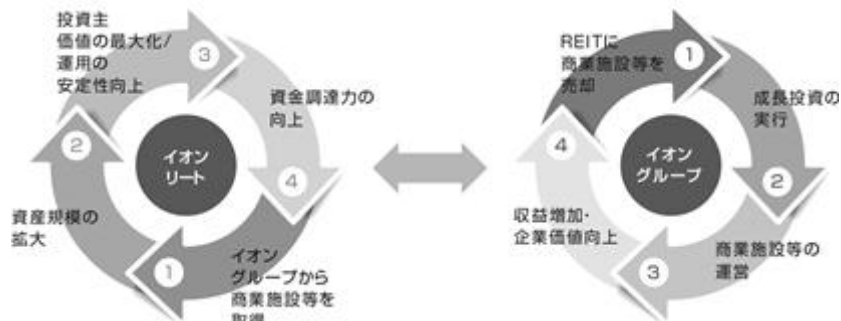 投資主
価値の最大化/
運用の
安定性向上
3
資金調達力の
向上
2
イオン
リート
4
資産規模の
拡大
1
イオン
グループから
商業施設等を
取得
REITに
商業施設等を
売却
1
成長投資の
実行
4
イオン
グループ
2
収益増加・
企業価値向上
商業施設等の
運営
3